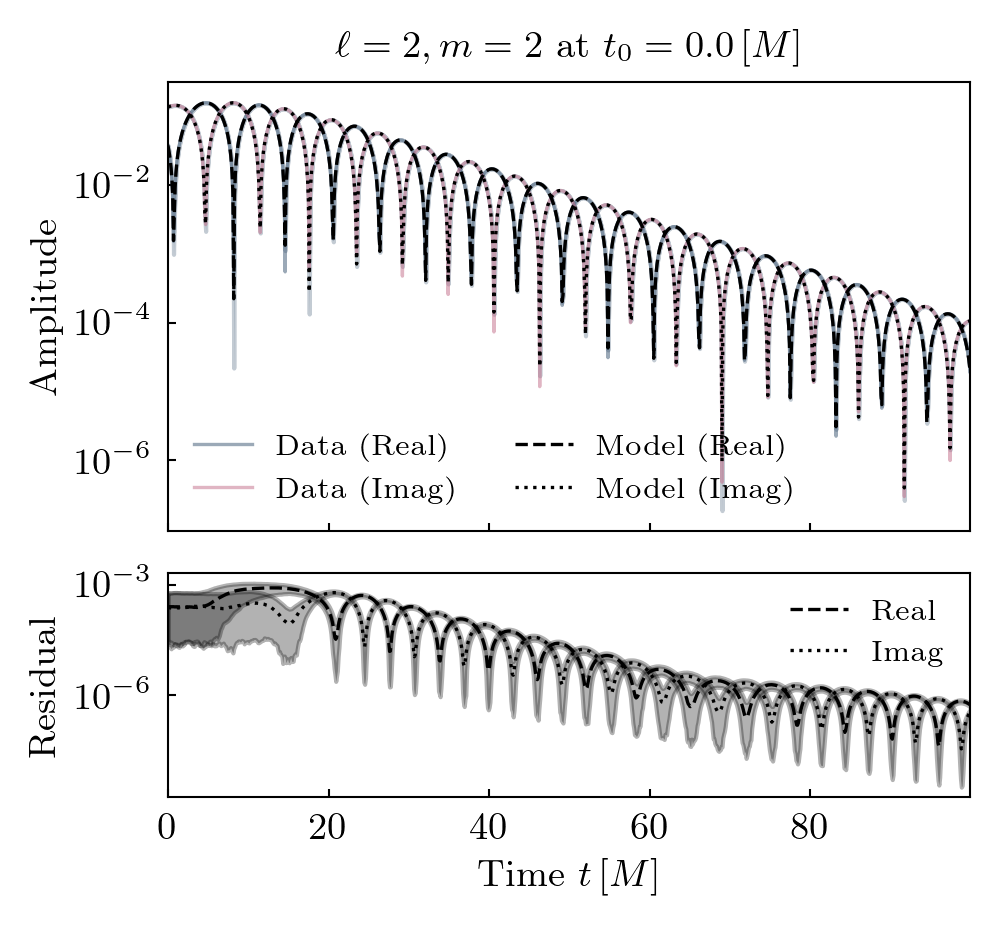 ℓ = 2, m = 2 at t₀ = 0.0 [M]
Amplitude
10⁻²
10⁻⁴
10⁻⁶
Data (Real)
Data (Imag)
Model (Real)
Model (Imag)
Residual
10⁻³
10⁻⁶
Real
Imag
0 20 40 60 80
Time t [M]